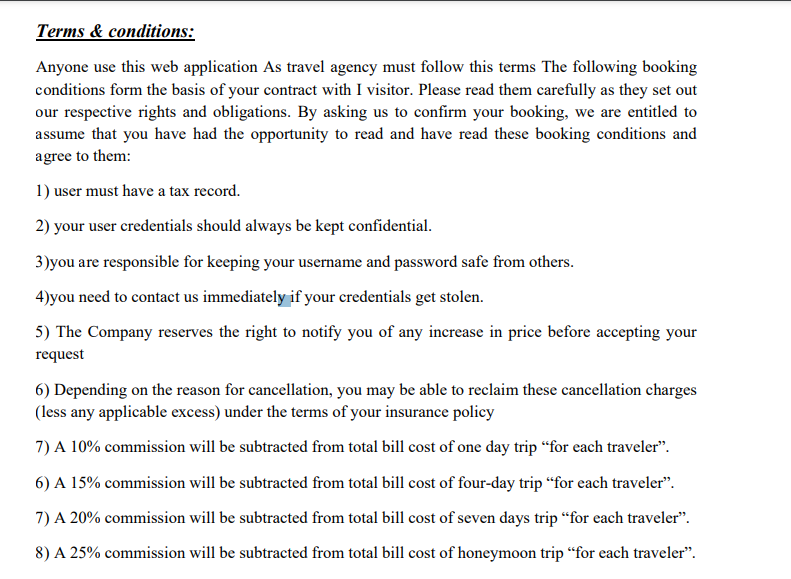 Terms & conditions:
Anyone use this web application As travel agency must follow this terms The following booking
conditions form the basis of your contract with I visitor. Please read them carefully as they set out
our respective rights and obligations. By asking us to confirm your booking, we are entitled to
assume that you have had the opportunity to read and have read these booking conditions and
agree to them:
1) user must have a tax record.
2) your user credentials should always be kept confidential.
3)you are responsible for keeping your username and password safe from others.
4)you need to contact us immediately if your credentials get stolen.
5) The Company reserves the right to notify you of any increase in price before accepting your
request
6) Depending on the reason for cancellation, you may be able to reclaim these cancellation charges
(less any applicable excess) under the terms of your insurance policy
7) A 10% commission will be subtracted from total bill cost of one day trip “for each traveler”.
6) A 15% commission will be subtracted from total bill cost of four-day trip “for each traveler”.
7) A 20% commission will be subtracted from total bill cost of seven days trip “for each traveler”.
8) A 25% commission will be subtracted from total bill cost of honeymoon trip “for each traveler”.